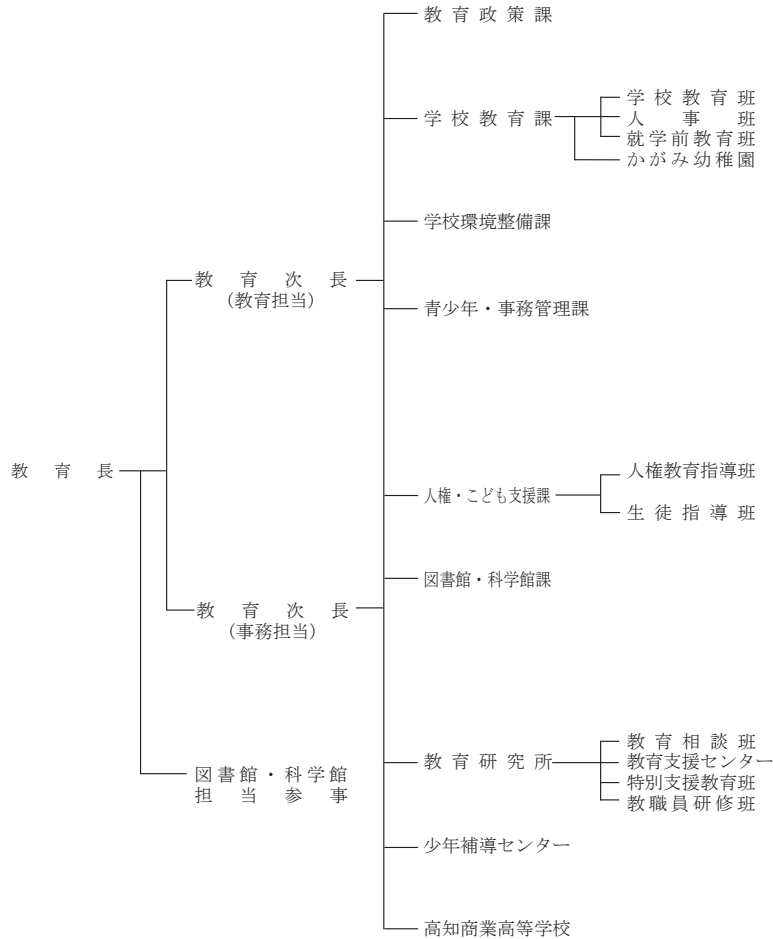 教育長
教育次長
（教育担当）
教育次長
（事務担当）
図書館・科学館
担当参事
教育政策課
学校教育課
学校教育班
人事班
就学前教育班
かがみ幼稚園
学校環境整備課
青少年・事務管理課
人権・こども支援課
人権教育指導班
生徒指導班
図書館・科学館課
教育研究所
教育相談班
教育支援センター
特別支援教育班
教職員研修班
少年補導センター
高知商業高等学校